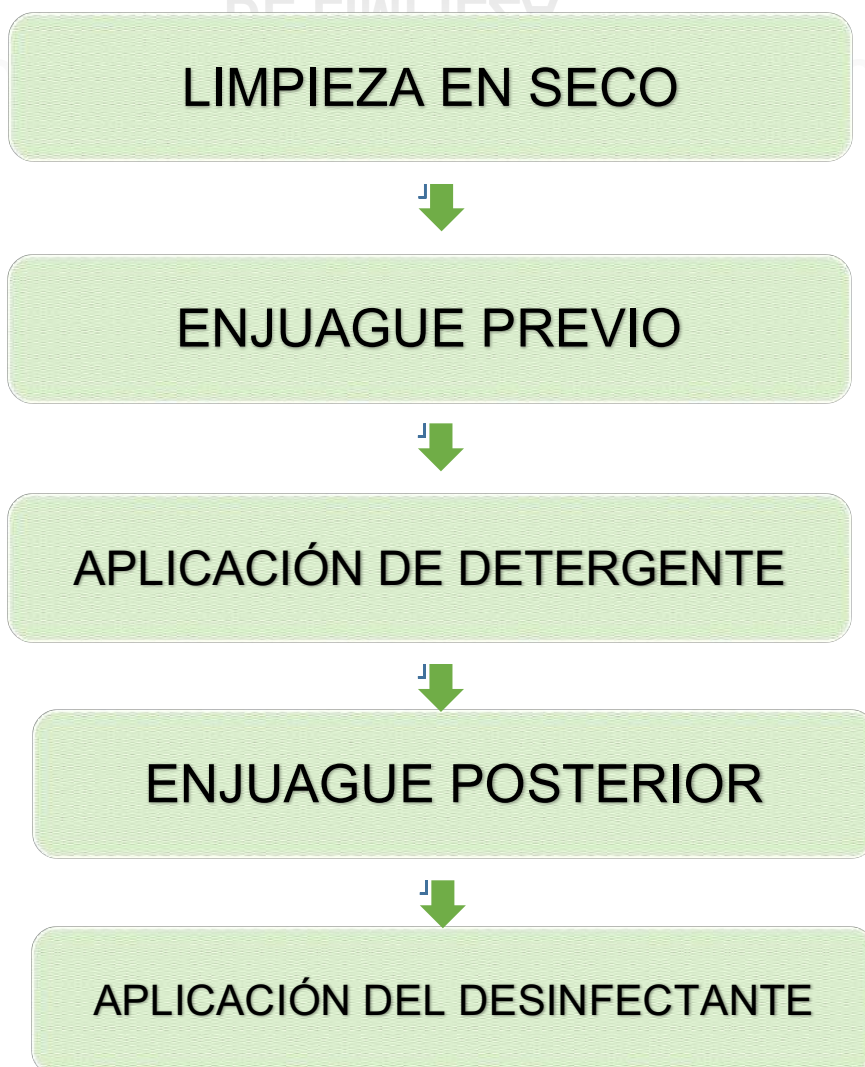 LIMPIEZA EN SECO
ENJUAGUE PREVIO
APLICACIÓN DE DETERGENTE
ENJUAGUE POSTERIOR
APLICACIÓN DEL DESINFECTANTE